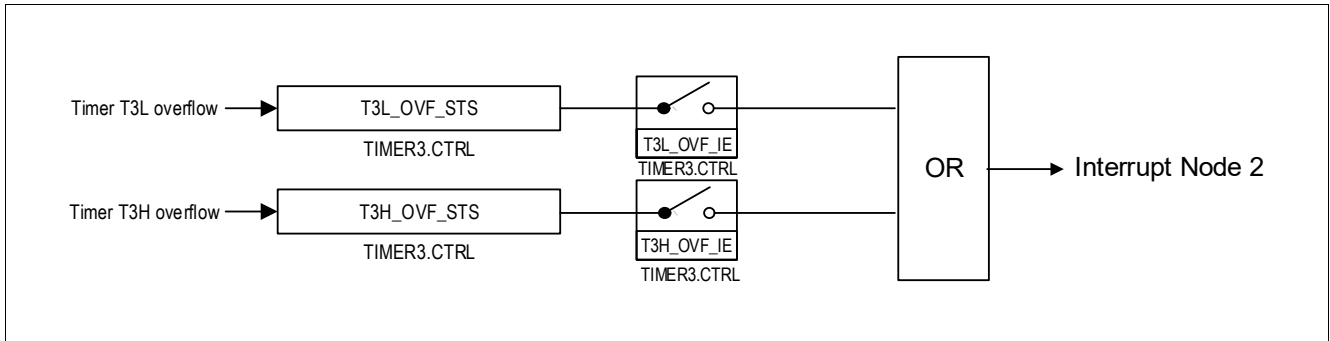 Timer T3L overflow
T3L_OVF_STS
TIMER3.CTRL
T3L_OVF_IE
TIMER3.CTRL
Timer T3H overflow
T3H_OVF_STS
TIMER3.CTRL
T3H_OVF_IE
TIMER3.CTRL
OR
Interrupt Node 2